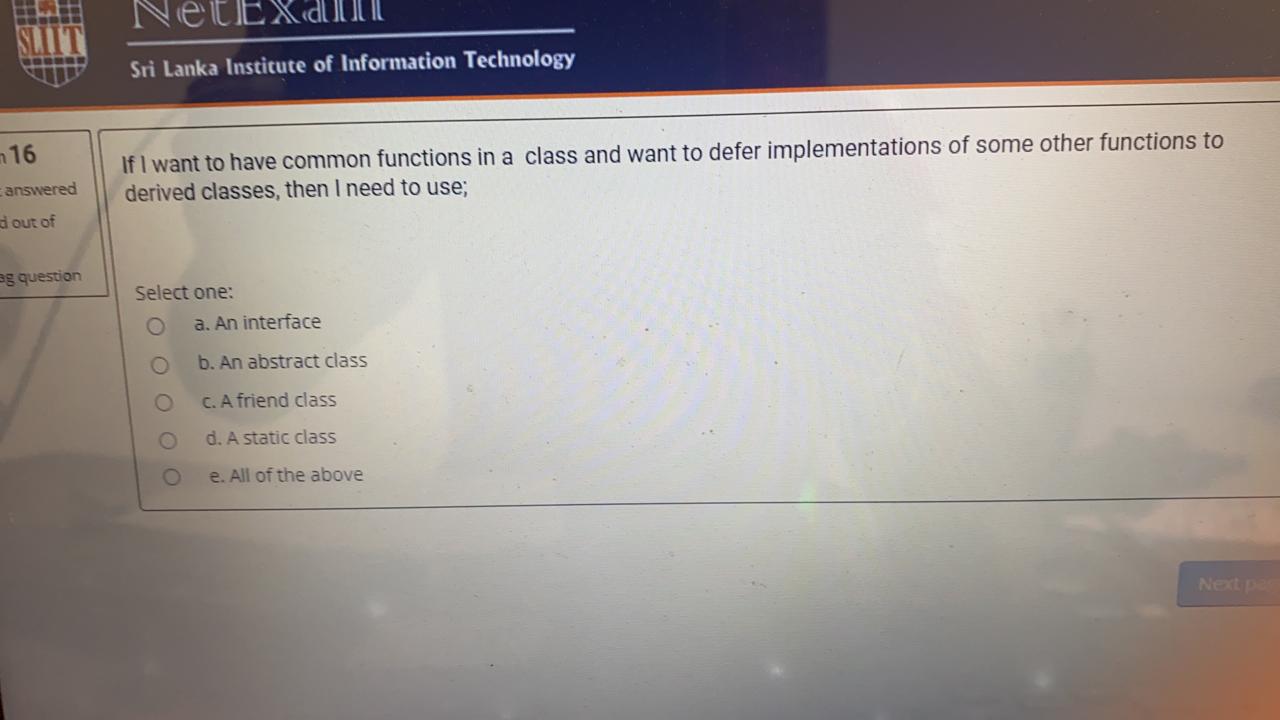 SLIIT
NetExam
Sri Lanka Institute of Information Technology
16
answered
out of
question
If I want to have common functions in a class and want to defer implementations of some other functions to
derived classes, then I need to use;
Select one:
a. An interface
b. An abstract class
c. A friend class
d. A static class
e. All of the above
Next